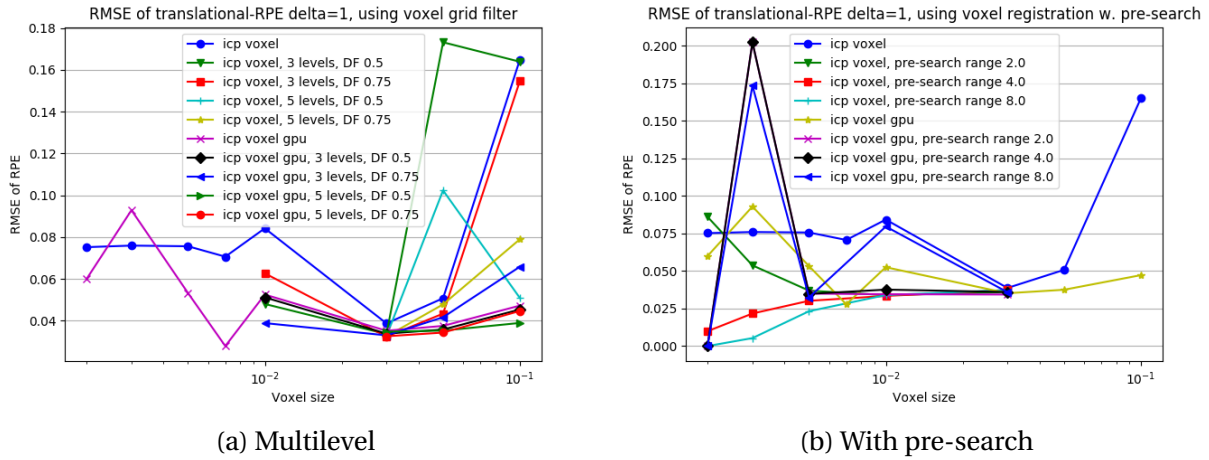 RMSE of translational-RPE delta=1, using voxel grid filter
0.18
0.16
0.14
0.12
0.10
0.08
0.06
0.04
RMSE of RPE
icp voxel
icp voxel, 3 levels, DF 0.5
icp voxel, 3 levels, DF 0.75
icp voxel, 5 levels, DF 0.5
icp voxel, 5 levels, DF 0.75
icp voxel gpu
icp voxel gpu, 3 levels, DF 0.5
icp voxel gpu, 3 levels, DF 0.75
icp voxel gpu, 5 levels, DF 0.5
icp voxel gpu, 5 levels, DF 0.75
10⁻² 10⁻¹
Voxel size
(a) Multilevel
RMSE of translational-RPE delta=1, using voxel registration w. pre-search
0.200
0.175
0.150
0.125
0.100
0.075
0.050
0.025
0.000
RMSE of RPE
icp voxel
icp voxel, pre-search range 2.0
icp voxel, pre-search range 4.0
icp voxel, pre-search range 8.0
icp voxel gpu
icp voxel gpu, pre-search range 2.0
icp voxel gpu, pre-search range 4.0
icp voxel gpu, pre-search range 8.0
10⁻² 10⁻¹
Voxel size
(b) With pre-search